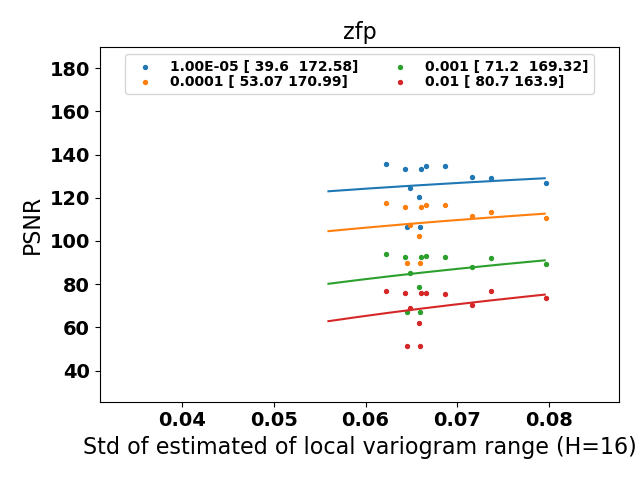 zfp
1.00E-05 [ 39.6  172.58]
0.0001 [ 53.07 170.99]
0.001 [ 71.2  169.32]
0.01 [ 80.7 163.9]
PSNR
180
160
140
120
100
80
60
40
0.04 0.05 0.06 0.07 0.08
Std of estimated of local variogram range (H=16)